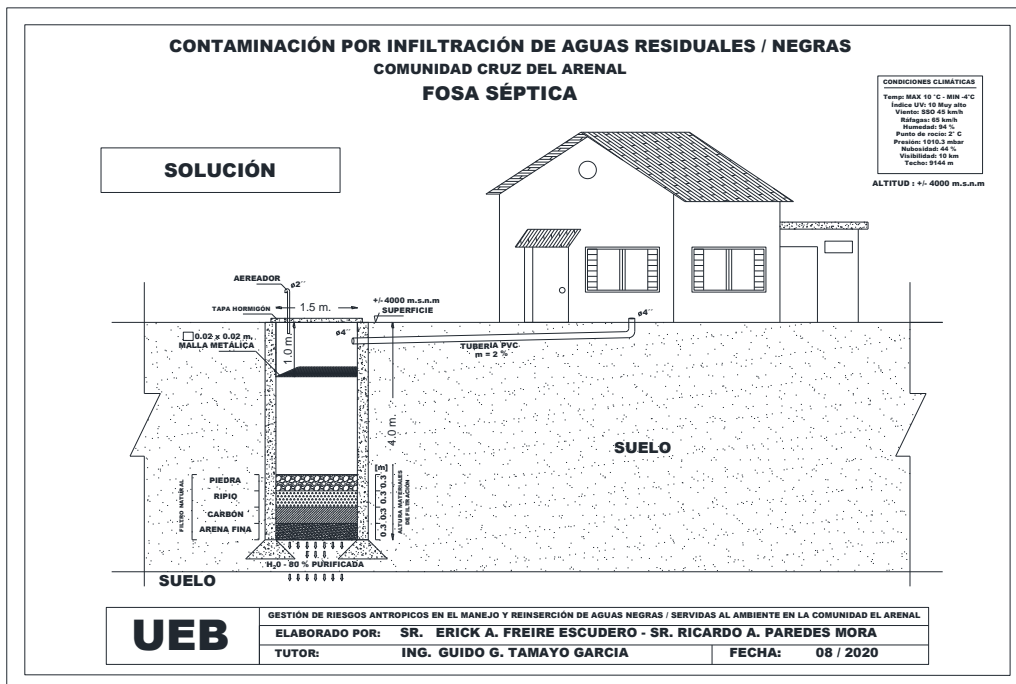 CONTAMINACIÓN POR INFILTRACIÓN DE AGUAS RESIDUALES / NEGRAS
COMUNIDAD CRUZ DEL ARENAL
FOSA SÉPTICA
CONDICIONES CLIMÁTICAS
Temp: MAX 10 °C - MIN -4°C
Índice UV: 10 Muy alto
Viento: SSO 45 km/h
Ráfagas: 65 km/h
Humedad: 94 %
Punto de rocío: 2° C
Presión: 1010.3 mbar
Nubosidad: 44 %
Visibilidad: 10 km
Techo: 9144 m
ALTITUD : +/- 4000 m.s.n.m
SOLUCIÓN
AEREADOR
ø2´´
TAPA HORMIGÓN
1.5 m.
+/-4000 m.s.n.m
SUPERFICIE
ø4´´
ø4´´
0.02 x 0.02 m.
MALLA METÁLICA
1.0 m.
TUBERÍA PVC
m = 2 %
4.0 m.
SUELO
FILTRO NATURAL
PIEDRA
RIPIO
CARBÓN
ARENA FINA
[m]
0.3
0.3
0.3
0.3
ALTURA MATERIALES
DE FILTRACIÓN
H₂0 - 80 % PURIFICADA
SUELO
UEB
GESTIÓN DE RIESGOS ANTROPICOS EN EL MANEJO Y REINSERCIÓN DE AGUAS NEGRAS / SERVIDAS AL AMBIENTE EN LA COMUNIDAD EL ARENAL
ELABORADO POR: SR. ERICK A. FREIRE ESCUDERO - SR. RICARDO A. PAREDES MORA
TUTOR: ING. GUIDO G. TAMAYO GARCIA FECHA: 08 / 2020